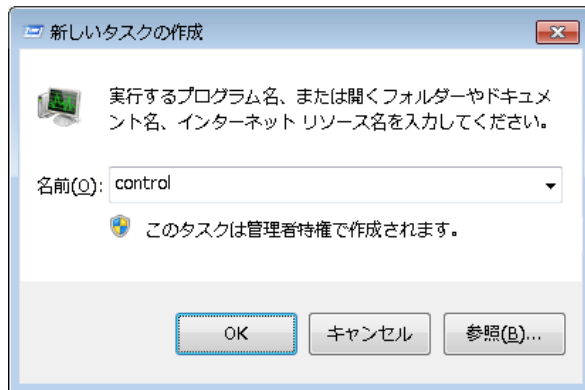 新しいタスクの作成
実行するプログラム名、または開くフォルダーやドキュメ
ント名、インターネット リソース名を入力してください。
名前(O): control
このタスクは管理者特権で作成されます。
OK キャンセル 参照(B)...